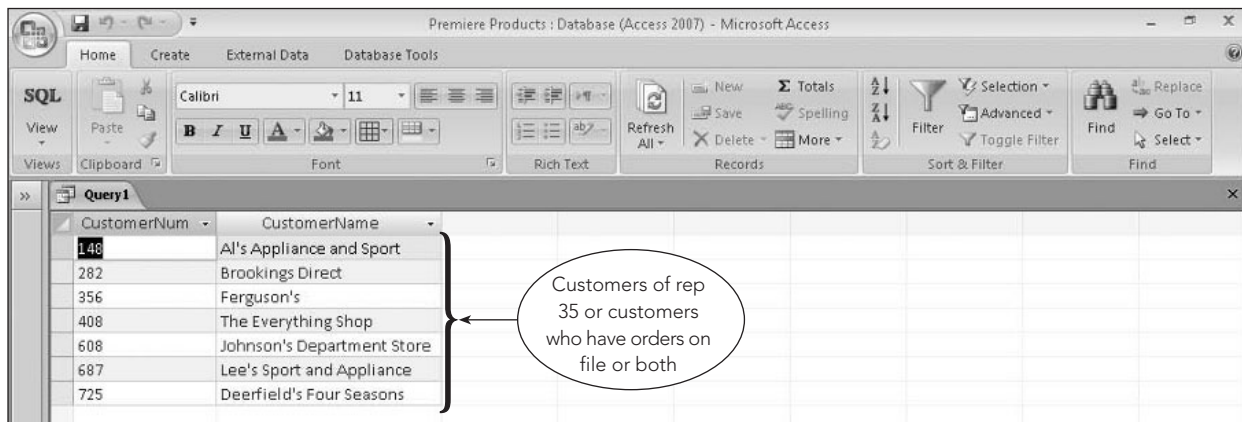 Premiere Products : Database (Access 2007) - Microsoft Access
Home Create External Data Database Tools
SQL
View
Views
Paste
Clipboard
Calibri 11
B I U A
Font
Rich Text
Refresh
All
New
Save
Delete
Σ Totals
Spelling
More
Records
Filter
Selection
Advanced
Toggle Filter
Sort & Filter
Find
Replace
Go To
Select
Find
Query1
CustomerNum CustomerName
148 Al's Appliance and Sport
282 Brookings Direct
356 Ferguson's
408 The Everything Shop
608 Johnson's Department Store
687 Lee's Sport and Appliance
725 Deerfield's Four Seasons
Customers of rep
35 or customers
who have orders on
file or both